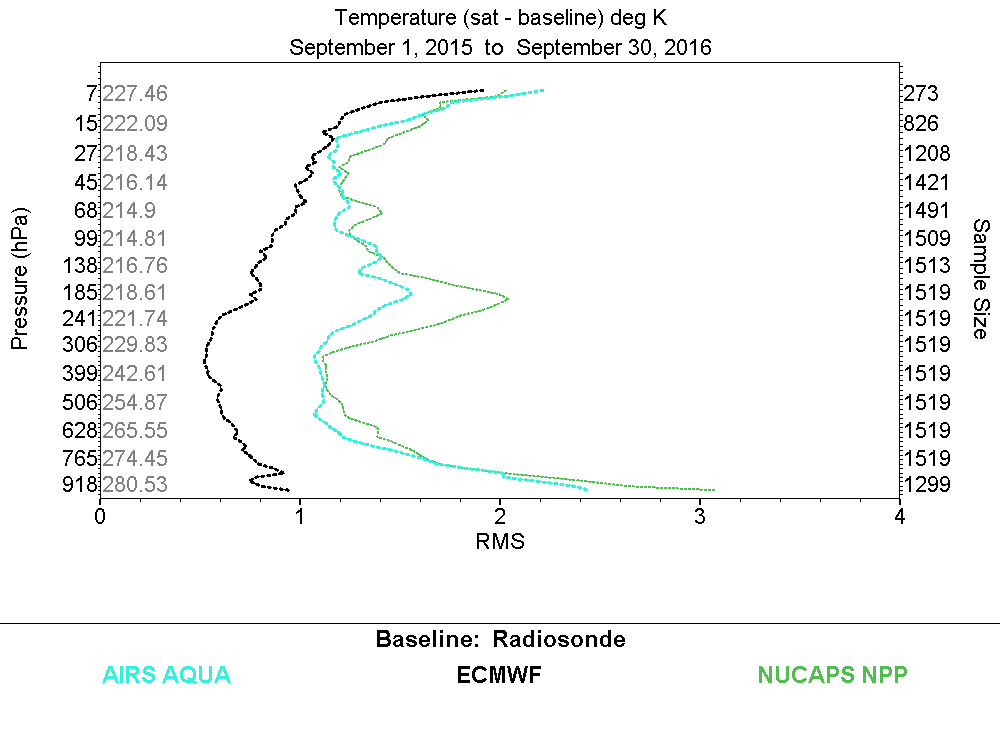 Temperature (sat - baseline) deg K
September 1, 2015 to September 30, 2016
7 227.46 273
15 222.09 826
27 218.43 1208
45 216.14 1421
68 214.9 1491
99 214.81 1509
138 216.76 1513
185 218.61 1519
241 221.74 1519
306 229.83 1519
399 242.61 1519
506 254.87 1519
628 265.55 1519
765 274.45 1519
918 280.53 1299
Pressure (hPa)
Sample Size
0 1 2 3 4
RMS
Baseline: Radiosonde
AIRS AQUA ECMWF NUCAPS NPP